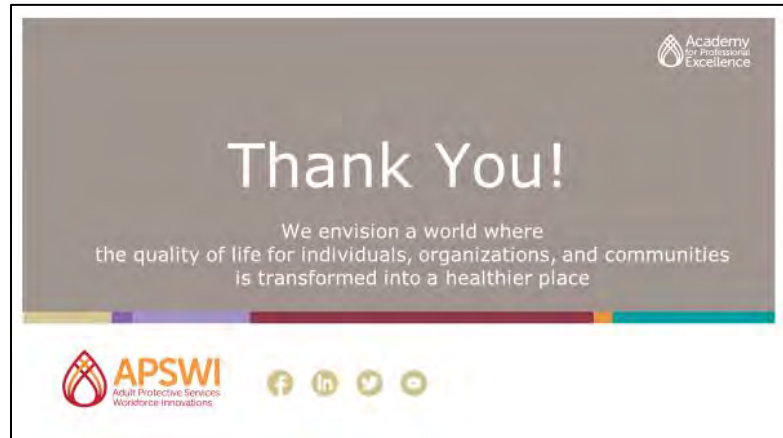 Academy
for Professional
Excellence
Thank You!
We envision a world where
the quality of life for individuals, organizations, and communities
is transformed into a healthier place
APSWI
Adult Protective Services
Workforce Innovations